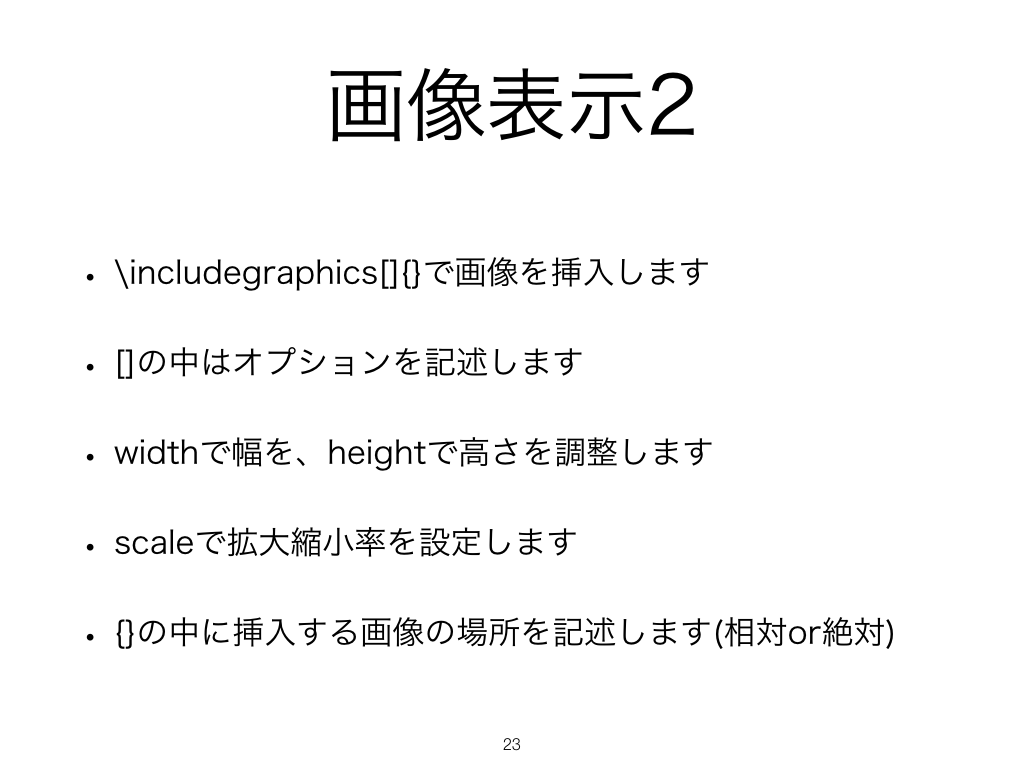 画像表示2
• \includegraphics[]{}で画像を挿入します
• []の中はオプションを記述します
• widthで幅を、heightで高さを調整します
• scaleで拡大縮小率を設定します
• {}の中に挿入する画像の場所を記述します(相対or絶対)
23